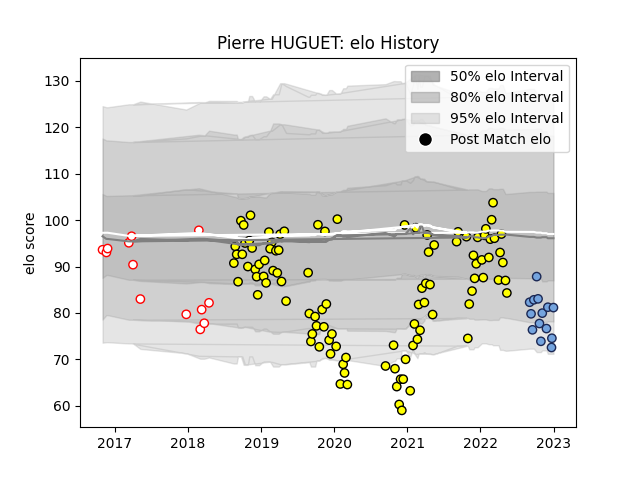 Pierre HUGUET: elo History
50% elo Interval
80% elo Interval
95% elo Interval
Post Match elo
elo score
130
120
110
100
90
80
70
60
2017 2018 2019 2020 2021 2022 2023